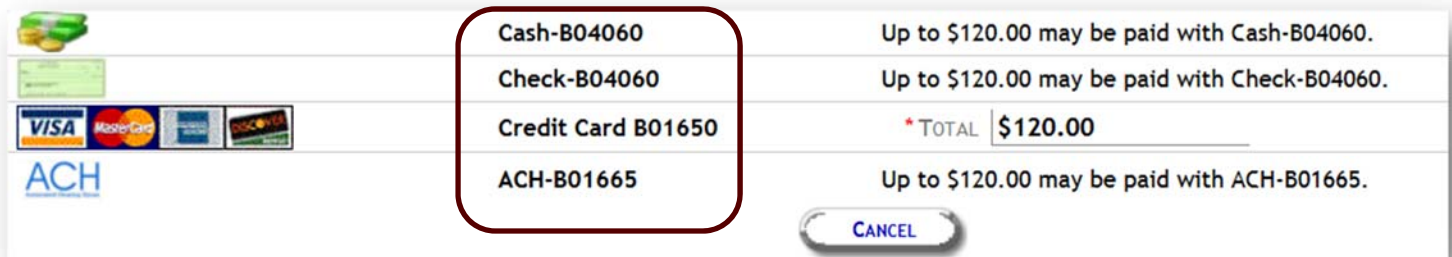 Cash-B04060 Up to $120.00 may be paid with Cash-B04060.
Check-B04060 Up to $120.00 may be paid with Check-B04060.
VISA MasterCard DISCOVER Credit Card B01650 * TOTAL $120.00
ACH ACH-B01665 Up to $120.00 may be paid with ACH-B01665.
CANCEL